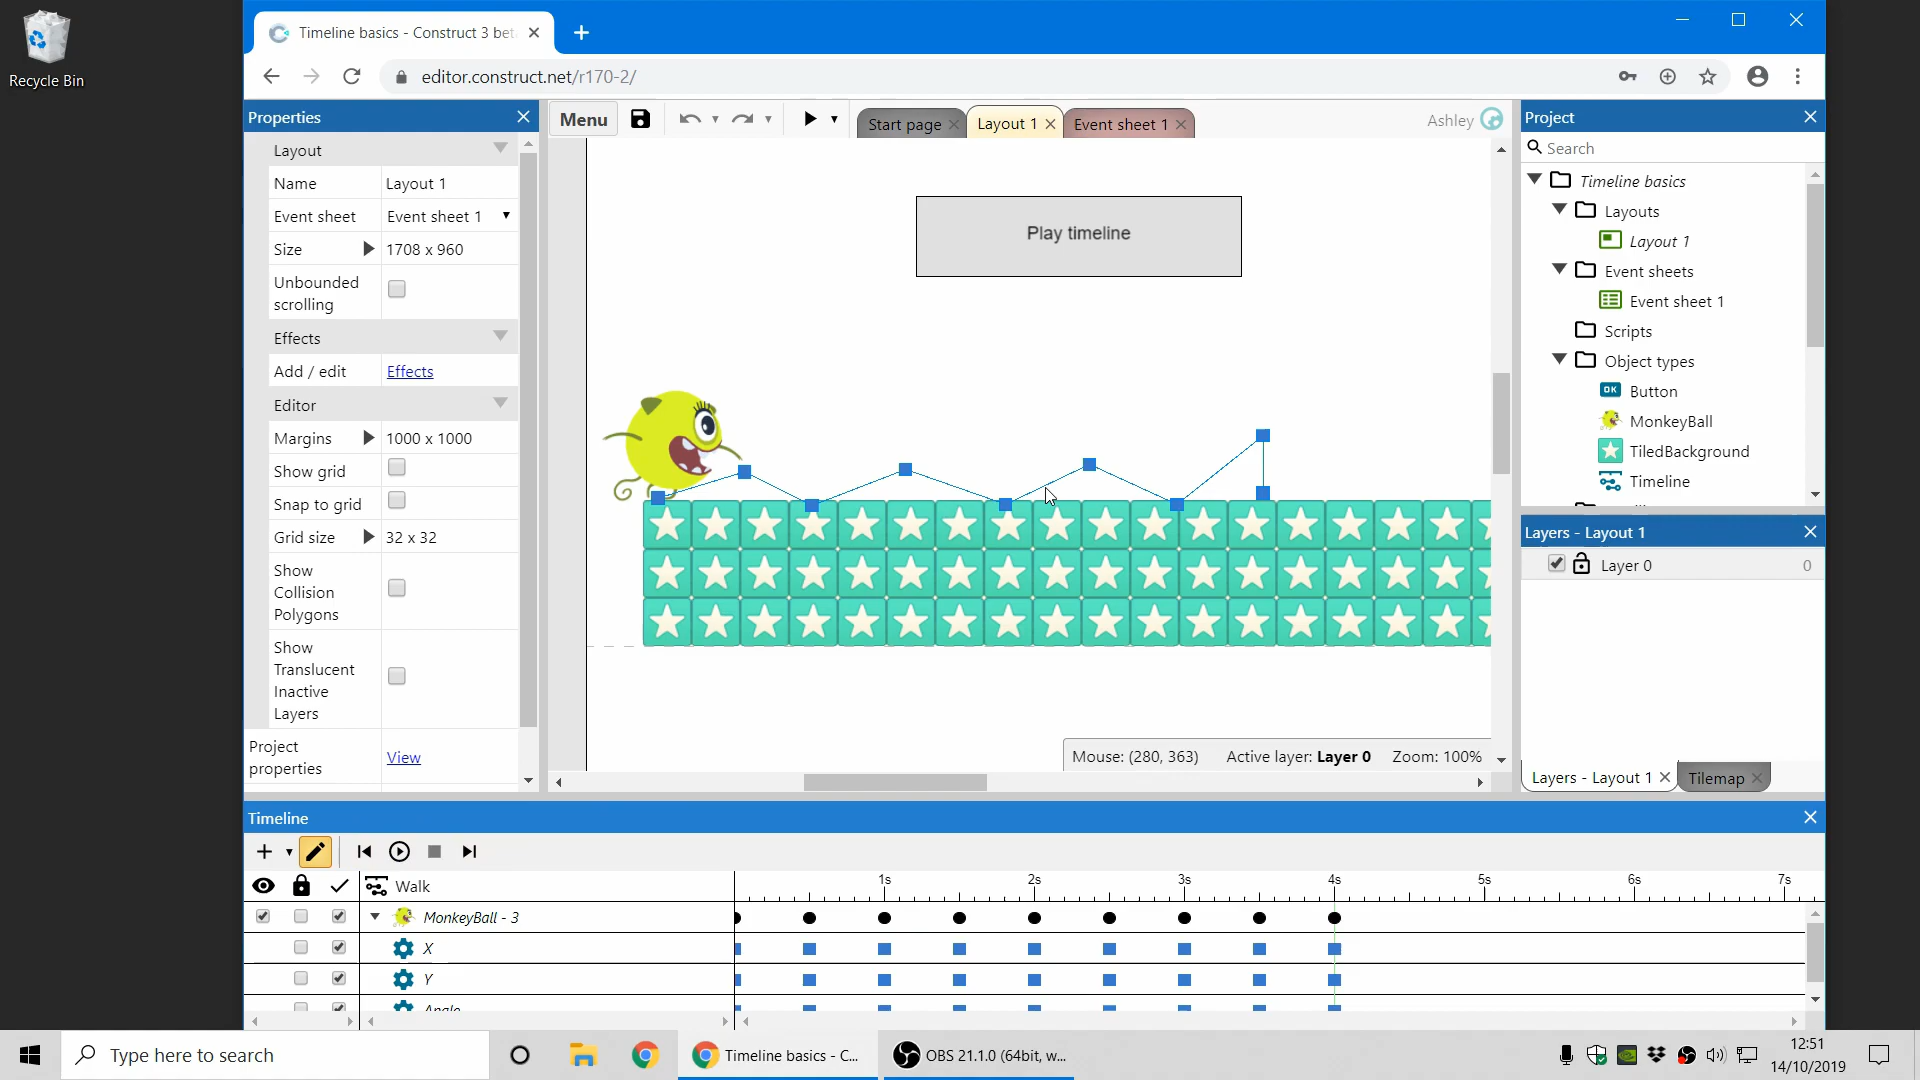 Recycle Bin
Timeline basics - Construct 3 bet
editor.construct.net/r170-2/
Properties
Layout
Name Layout 1
Event sheet Event sheet 1
Size 1708 x 960
Unbounded
scrolling
Effects
Add / edit Effects
Editor
Margins 1000 x 1000
Show grid
Snap to grid
Grid size 32 x 32
Show
Collision
Polygons
Show
Translucent
Inactive
Layers
Project
properties
View
Menu
Start page
Layout 1
Event sheet 1
Ashley
Play timeline
Mouse: (280, 363) Active layer: Layer 0 Zoom: 100%
Project
Search
Timeline basics
Layouts
Layout 1
Event sheets
Event sheet 1
Scripts
Object types
OK Button
MonkeyBall
TiledBackground
Timeline
Layers - Layout 1
Layer 0 0
Layers - Layout 1
Tilemap
Timeline
Walk
1s 2s 3s 4s 5s 6s 7s
MonkeyBall - 3
X
Y
Angle
Type here to search
Timeline basics - C...
OBS 21.1.0 (64bit, w...
12:51
14/10/2019